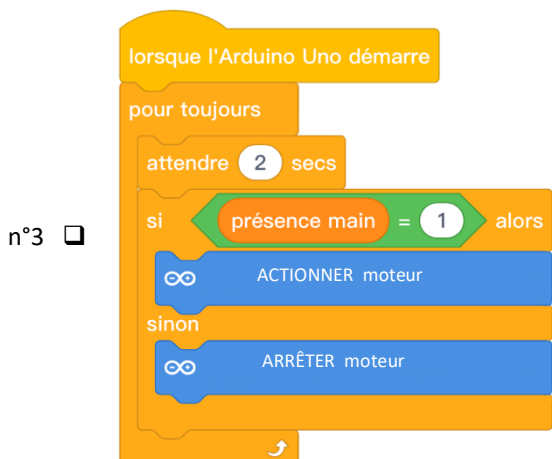 lorsque l'Arduino Uno démarre
pour toujours
attendre 2 secs
si présence main = 1 alors
n°3
ACTIONNER moteur
sinon
ARRÊTER moteur